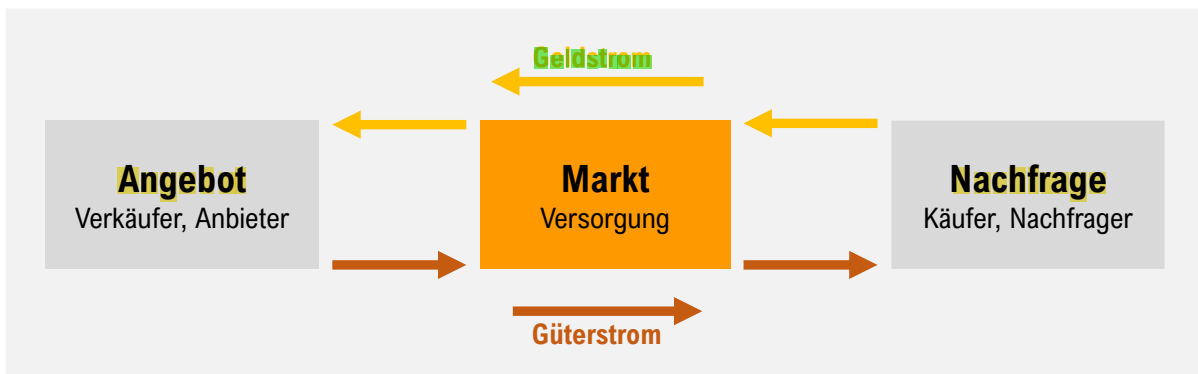 Geldstrom
Angebot
Verkäufer, Anbieter
Markt
Versorgung
Nachfrage
Käufer, Nachfrager
Güterstrom